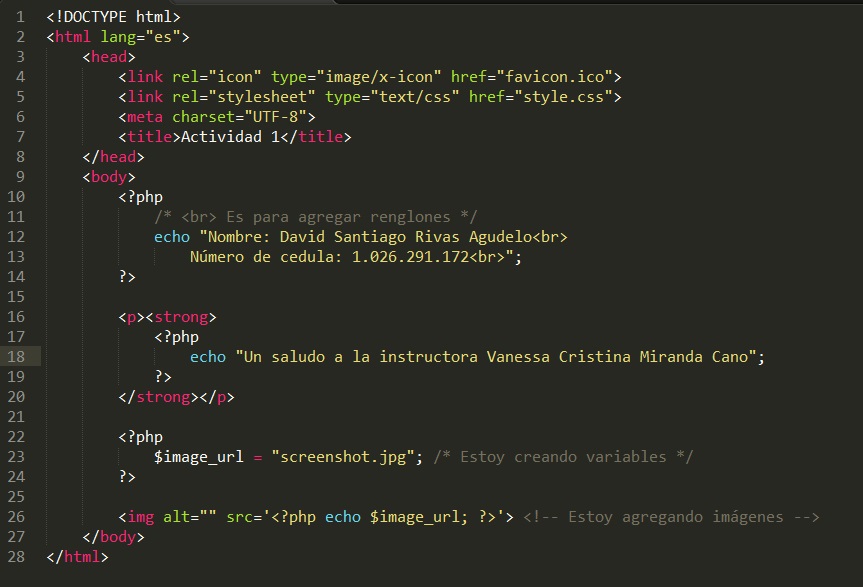 1 <!DOCTYPE html>
2 <html lang="es">
3     <head>
4         <link rel="icon" type="image/x-icon" href="favicon.ico">
5         <link rel="stylesheet" type="text/css" href="style.css">
6         <meta charset="UTF-8">
7         <title>Actividad 1</title>
8     </head>
9     <body>
10         <?php
11             /* <br> Es para agregar renglones */
12             echo "Nombre: David Santiago Rivas Agudelo<br>
13                 Número de cedula: 1.026.291.172<br>";
14         ?>
15
16         <p><strong>
17             <?php
18                 echo "Un saludo a la instructora Vanessa Cristina Miranda Cano";
19             ?>
20         </strong></p>
21
22         <?php
23             $image_url = "screenshot.jpg"; /* Estoy creando variables */
24         ?>
25
26         <img alt="" src='<?php echo $image_url; ?>'> <!-- Estoy agregando imágenes -->
27     </body>
28 </html>